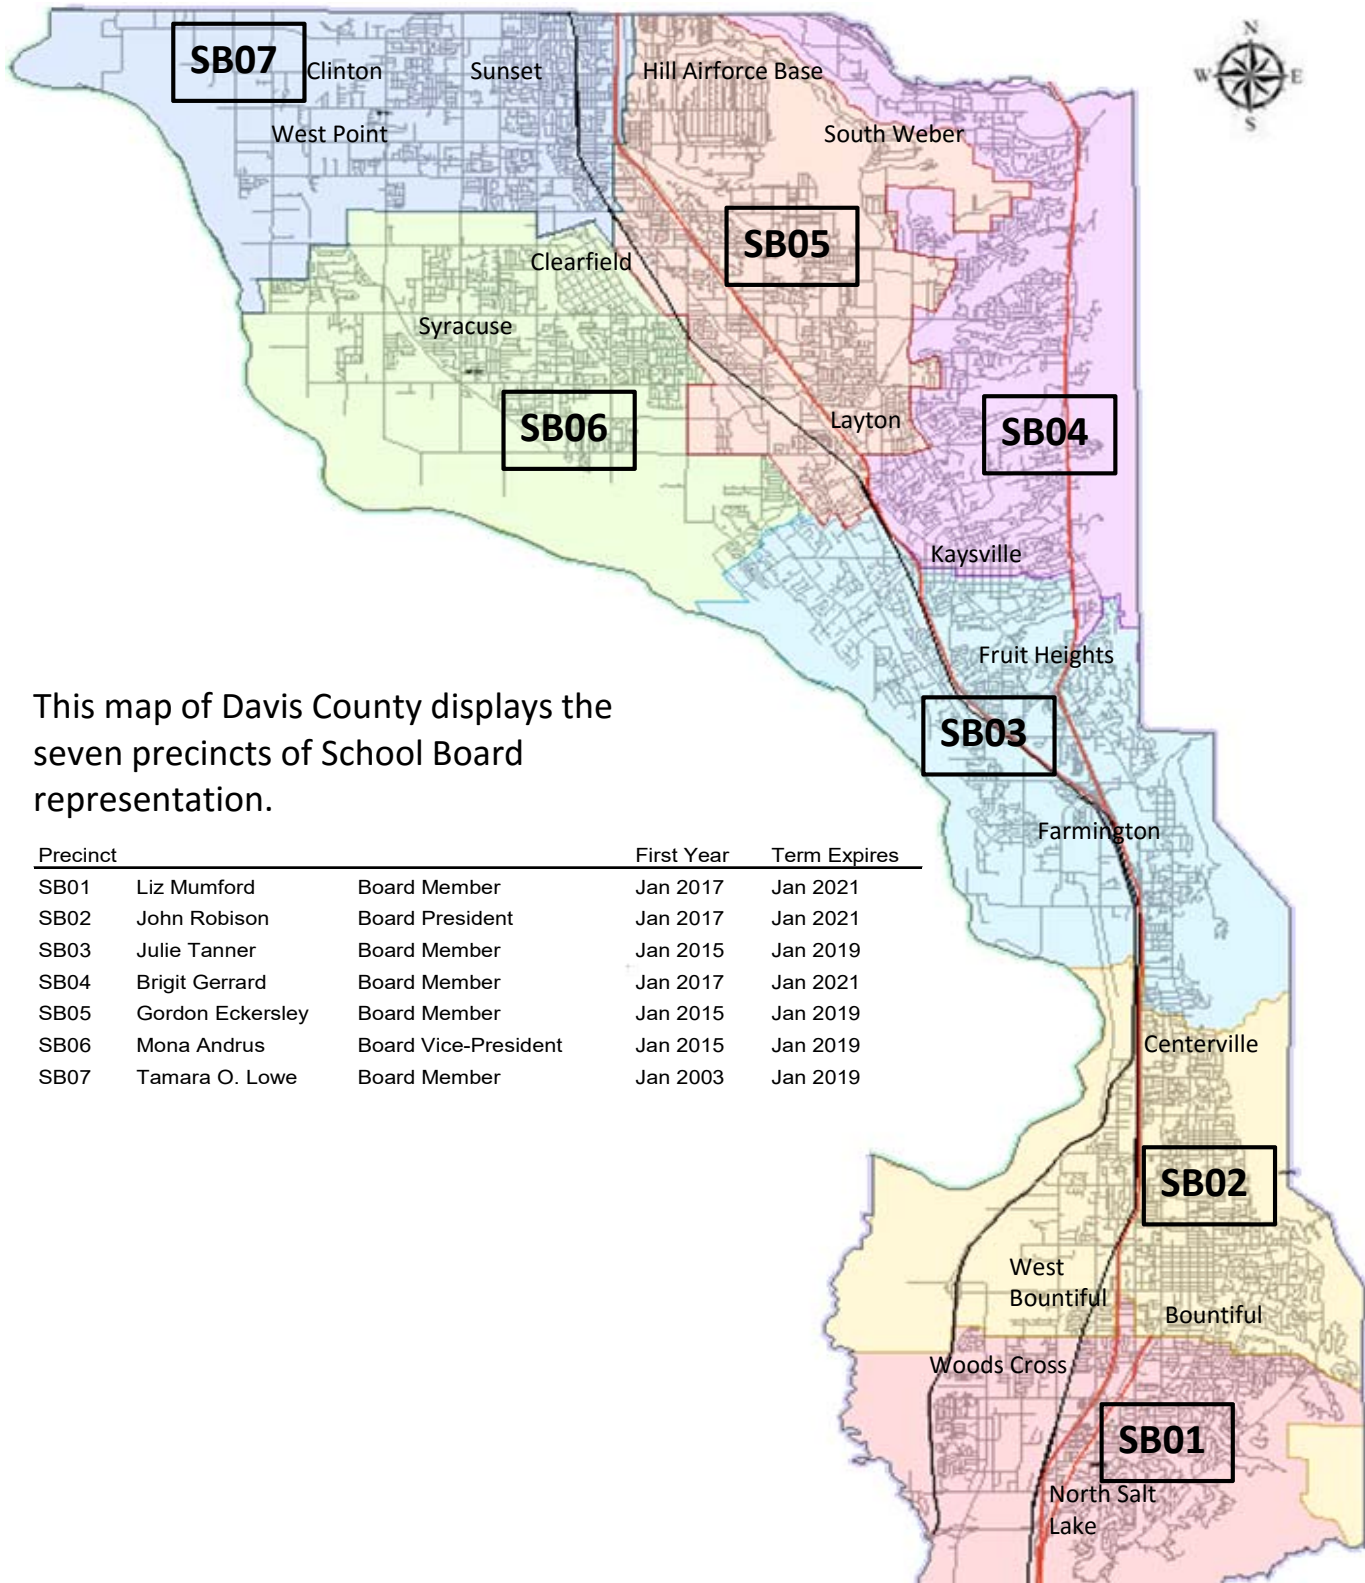 N
W E
S
SB07
Clinton
Sunset
Hill Airforce Base
West Point
South Weber
SB05
Clearfield
Syracuse
SB06
Layton
SB04
Kaysville
Fruit Heights
SB03
Farmington
This map of Davis County displays the
seven precincts of School Board
representation.
Precinct First Year Term Expires
SB01 Liz Mumford Board Member Jan 2017 Jan 2021
SB02 John Robison Board President Jan 2017 Jan 2021
SB03 Julie Tanner Board Member Jan 2015 Jan 2019
SB04 Brigit Gerrard Board Member Jan 2017 Jan 2021
SB05 Gordon Eckersley Board Member Jan 2015 Jan 2019
SB06 Mona Andrus Board Vice-President Jan 2015 Jan 2019
SB07 Tamara O. Lowe Board Member Jan 2003 Jan 2019
Centerville
SB02
West
Bountiful
Bountiful
Woods Cross
SB01
North Salt
Lake